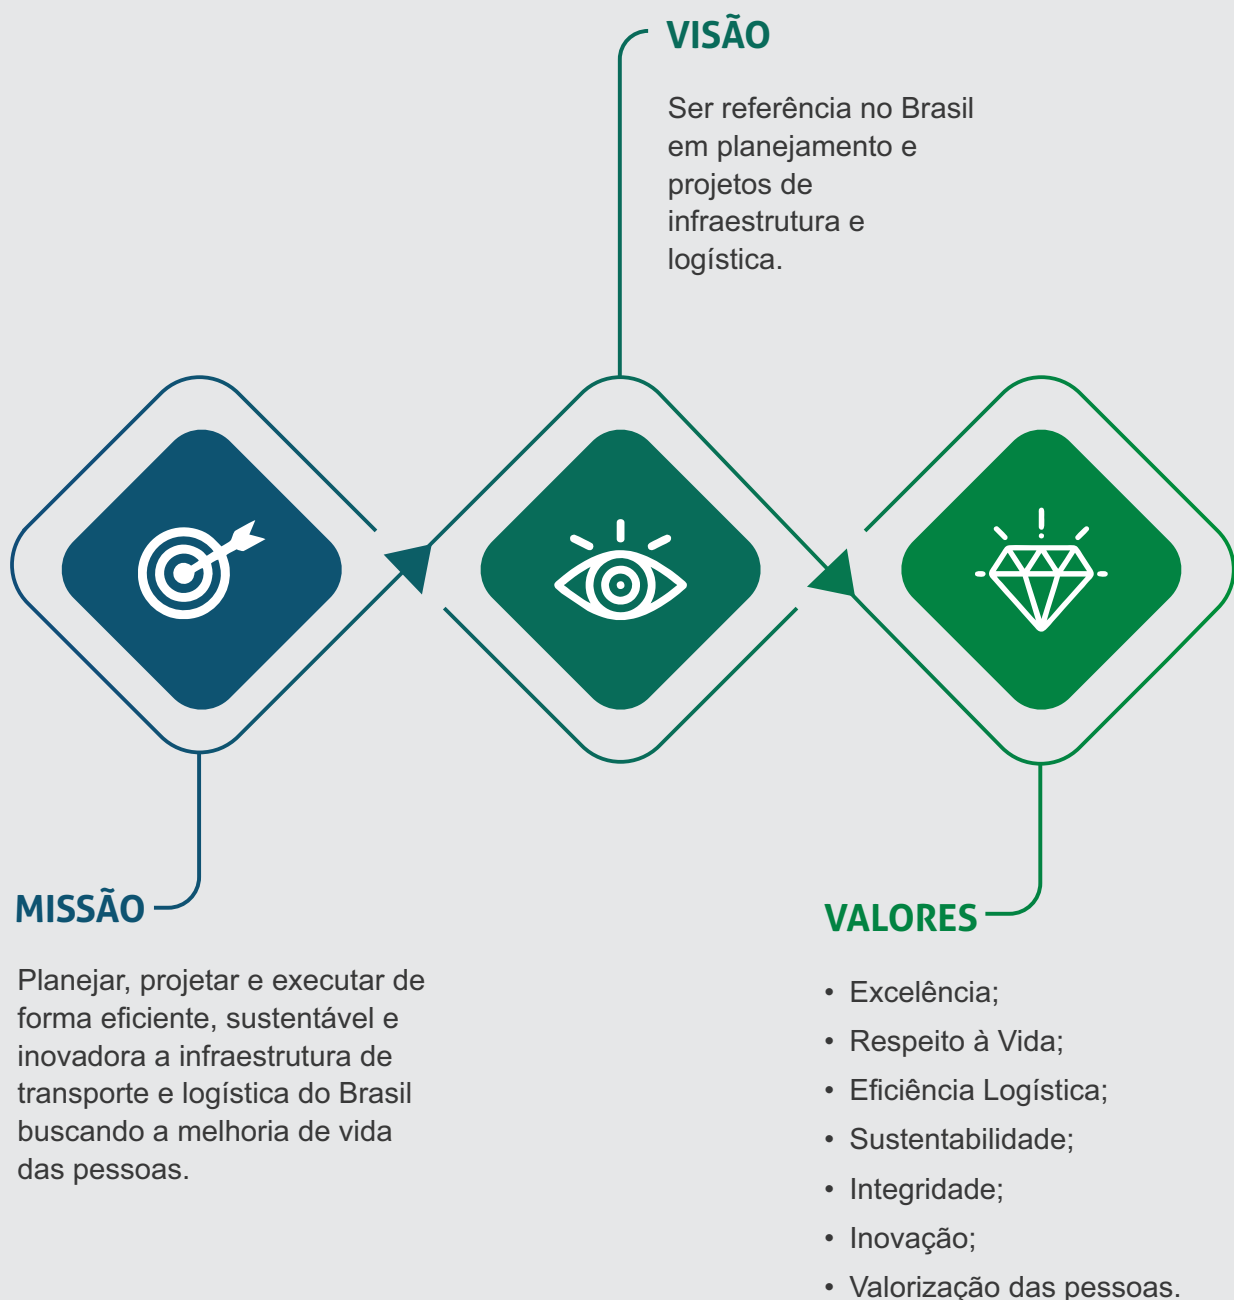 VISÃO
Ser referência no Brasil
em planejamento e
projetos de
infraestrutura e
logística.
MISSÃO
Planejar, projetar e executar de
forma eficiente, sustentável e
inovadora a infraestrutura de
transporte e logística do Brasil
buscando a melhoria de vida
das pessoas.
VALORES
• Excelência;
• Respeito à Vida;
• Eficiência Logística;
• Sustentabilidade;
• Integridade;
• Inovação;
• Valorização das pessoas.